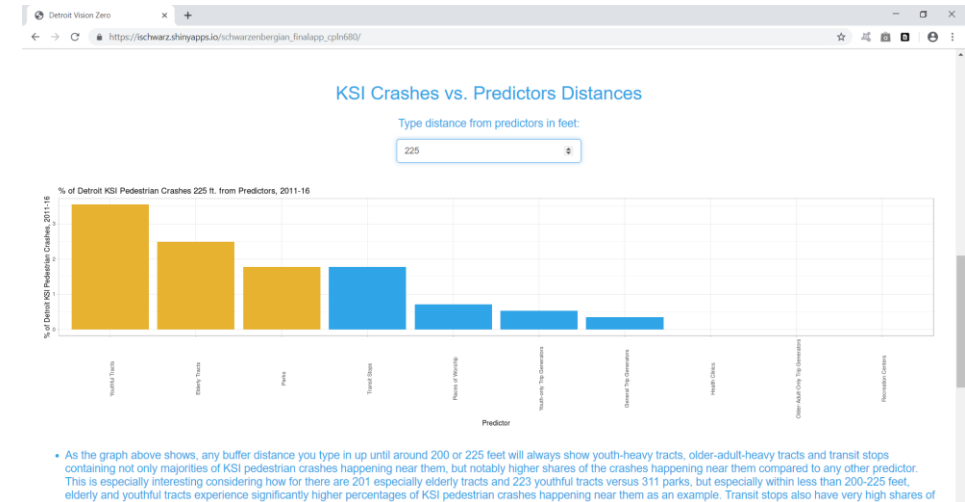 Detroit Vision Zero
https://ischwarz.shinyapps.io/schwarzenbergian_finalapp_cpln680/
KSI Crashes vs. Predictors Distances
Type distance from predictors in feet:
225
% of Detroit KSI Pedestrian Crashes 225 ft. from Predictors, 2011-16
% of Detroit KSI Pedestrian Crashes, 2011-16
3
2
1
0
Youthful Tracts
Elderly Tracts
Parks
Transit Stops
Places of Worship
Youth-only Trip Generators
General Trip Generators
Health Clinics
Older-Adult-Only Trip Generators
Recreation Centers
Predictor
• As the graph above shows, any buffer distance you type in up until around 200 or 225 feet will always show youth-heavy tracts, older-adult-heavy tracts and transit stops
containing not only majorities of KSI pedestrian crashes happening near them, but notably higher shares of the crashes happening near them compared to any other predictor.
This is especially interesting considering how for there are 201 especially elderly tracts and 223 youthful tracts versus 311 parks, but especially within less than 200-225 feet,
elderly and youthful tracts experience significantly higher percentages of KSI pedestrian crashes happening near them as an example. Transit stops also have very high shares of